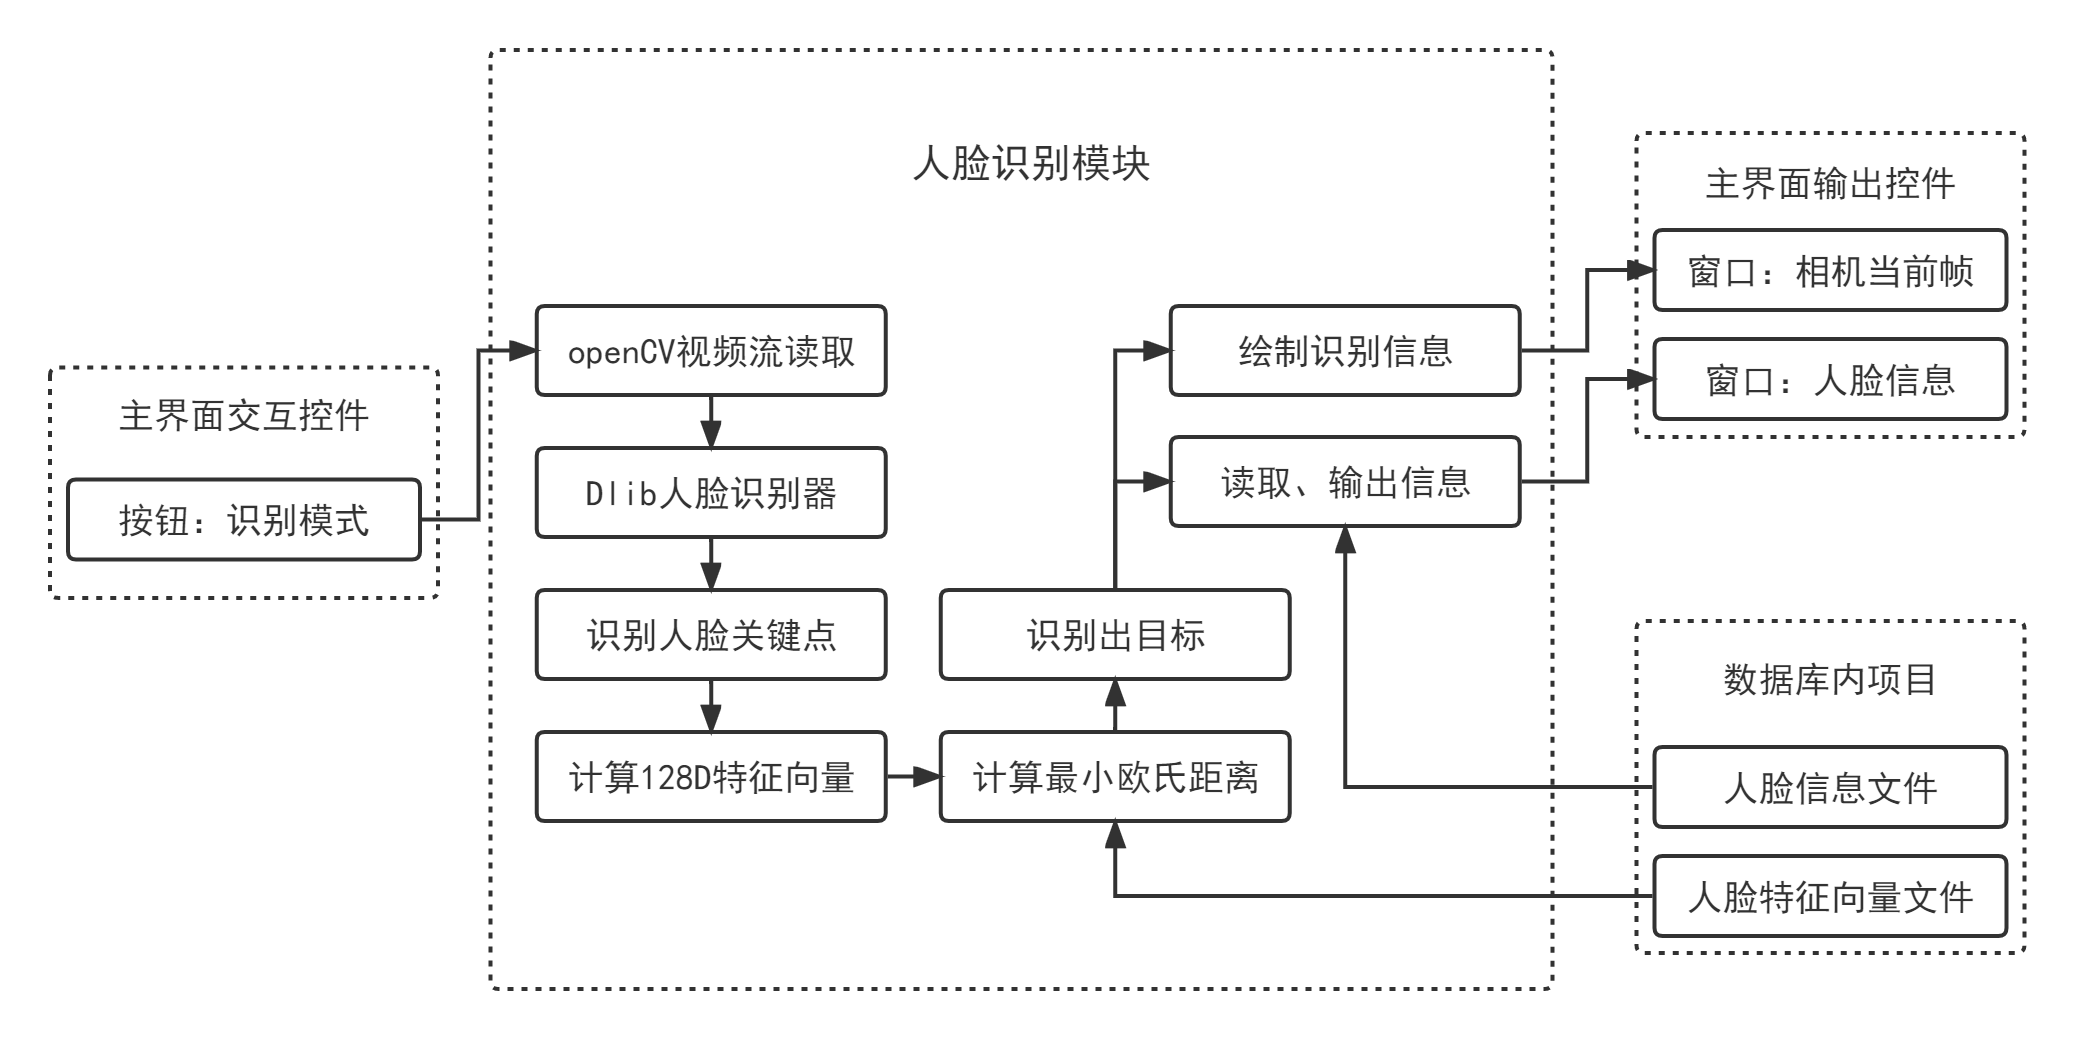 人脸识别模块
主界面交互控件
按钮：识别模式
openCV视频流读取
Dlib人脸识别器
识别人脸关键点
计算128D特征向量
计算最小欧氏距离
识别出目标
绘制识别信息
读取、输出信息
主界面输出控件
窗口：相机当前帧
窗口：人脸信息
数据库内项目
人脸信息文件
人脸特征向量文件